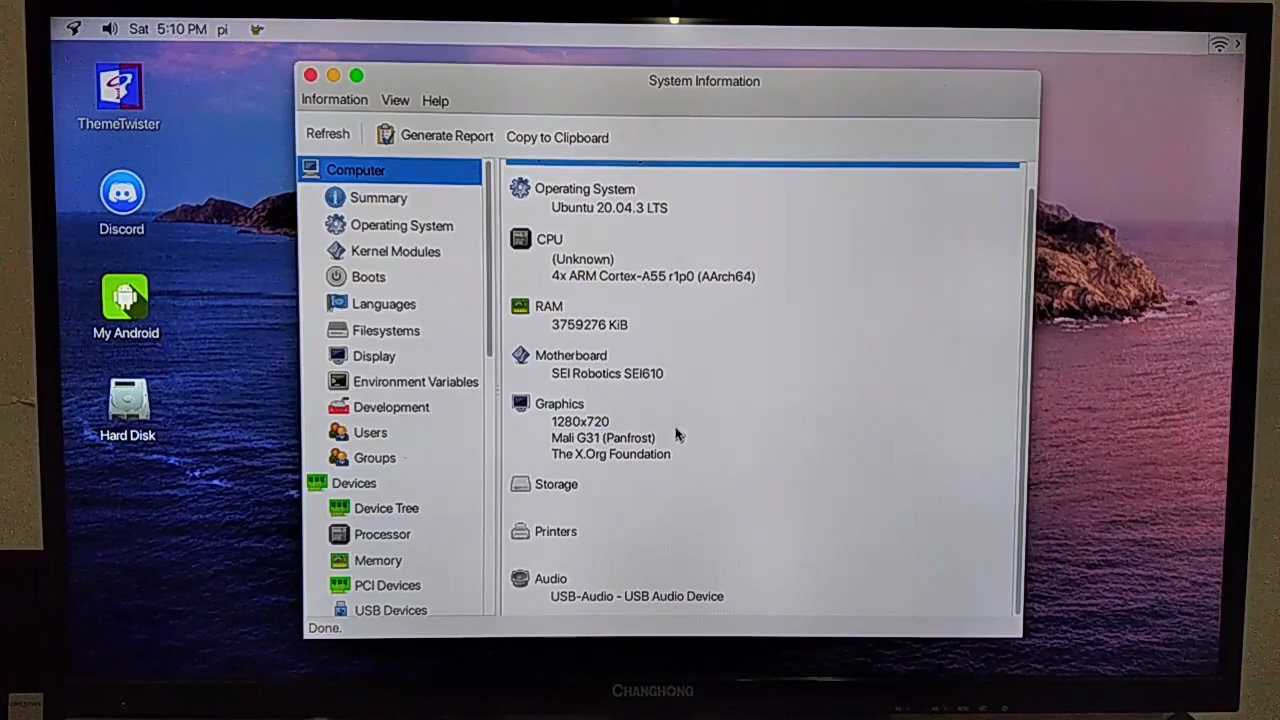 Sat 5:10 PM pi
System Information
Information View Help
Refresh Generate Report Copy to Clipboard
ThemeTwister
Discord
My Android
Hard Disk
Computer
Summary
Operating System
Kernel Modules
Boots
Languages
Filesystems
Display
Environment Variables
Development
Users
Groups
Devices
Device Tree
Processor
Memory
PCI Devices
USB Devices
Operating System
Ubuntu 20.04.3 LTS
CPU
(Unknown)
4x ARM Cortex-A55 r1p0 (AArch64)
RAM
3759276 KiB
Motherboard
SEI Robotics SEI610
Graphics
1280x720
Mali G31 (Panfrost)
The X.Org Foundation
Storage
Printers
Audio
USB-Audio - USB Audio Device
Done.
CHANGHONG